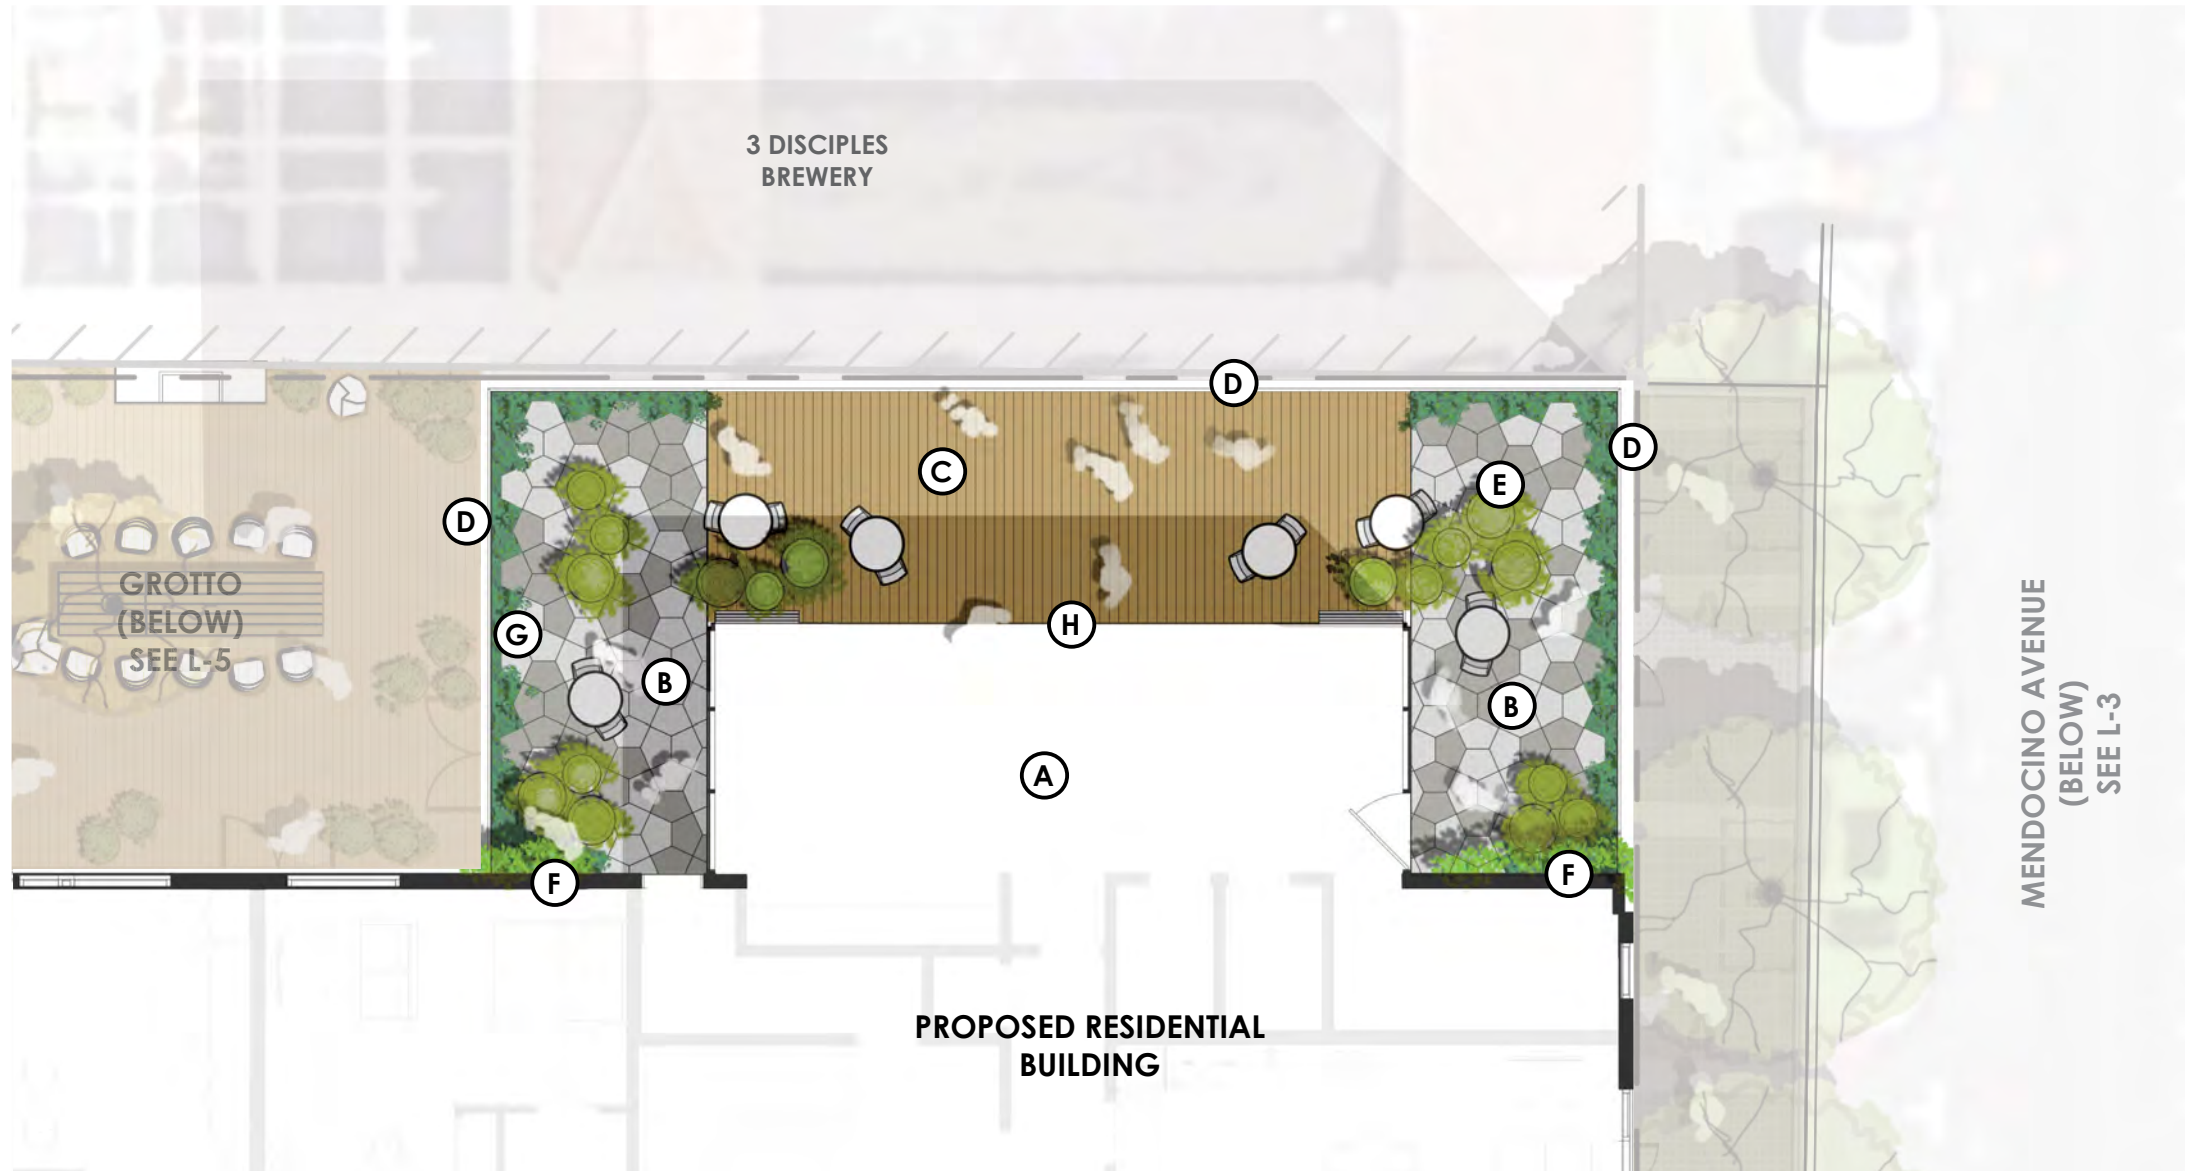 3 DISCIPLES
BREWERY
D
C
D
E
D
GROTTO
(BELOW)
SEE L-5
G
H
B
B
A
MENDOCINO AVENUE
(BELOW)
SEE L-3
F
F
PROPOSED RESIDENTIAL
BUILDING